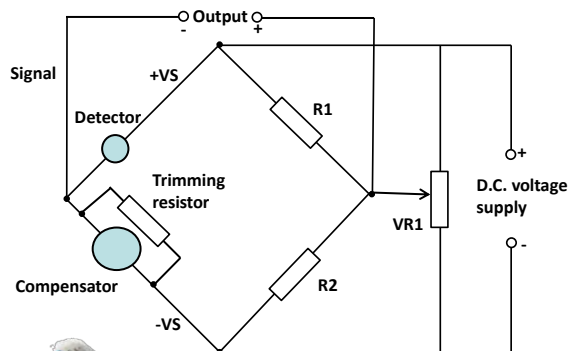 - Output +
Signal
+VS
R1
Detector
+
Trimming
resistor
D.C. voltage
supply
VR1
-
Compensator
R2
-VS